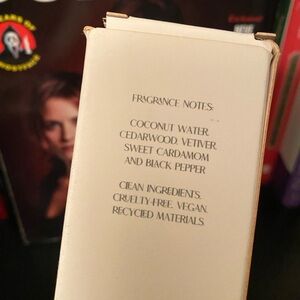 FRAGRANCE NOTES:
COCONUT WATER,
CEDARWOOD, VETIVER,
SWEET CARDAMOM
AND BLACK PEPPER
CLEAN INGREDIENTS,
CRUELTY-FREE, VEGAN,
RECYCLED MATERIALS.